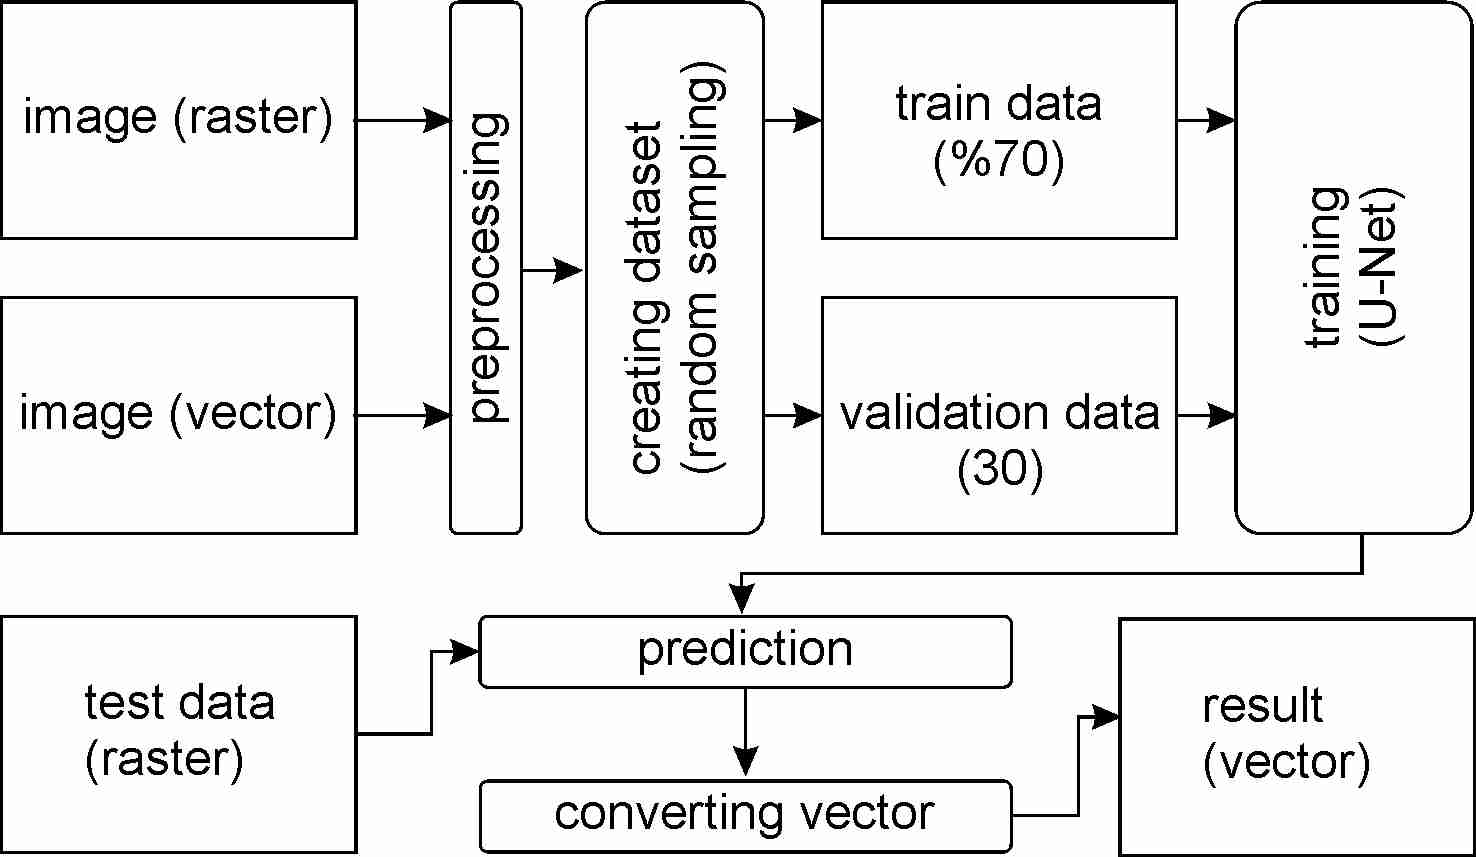 image (raster)
image (vector)
preprocessing
creating dataset
(random sampling)
train data
(%70)
validation data
(30)
training
(U-Net)
test data
(raster)
prediction
converting vector
result
(vector)